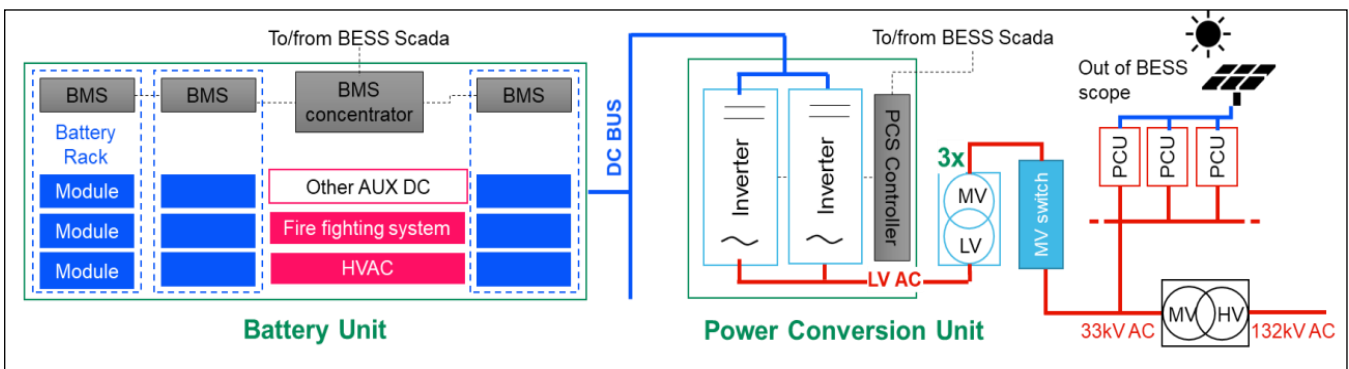 To/from BESS Scada
BMS
BMS
BMS
concentrator
BMS
Battery
Rack
Module
Module
Module
Other AUX DC
Fire fighting system
HVAC
Battery Unit
DC BUS
To/from BESS Scada
Inverter
Inverter
PCS Controller
LV AC
Power Conversion Unit
3x
MV
LV
MV switch
Out of BESS
scope
PCU
PCU
PCU
33kV AC
MV
HV
132kV AC